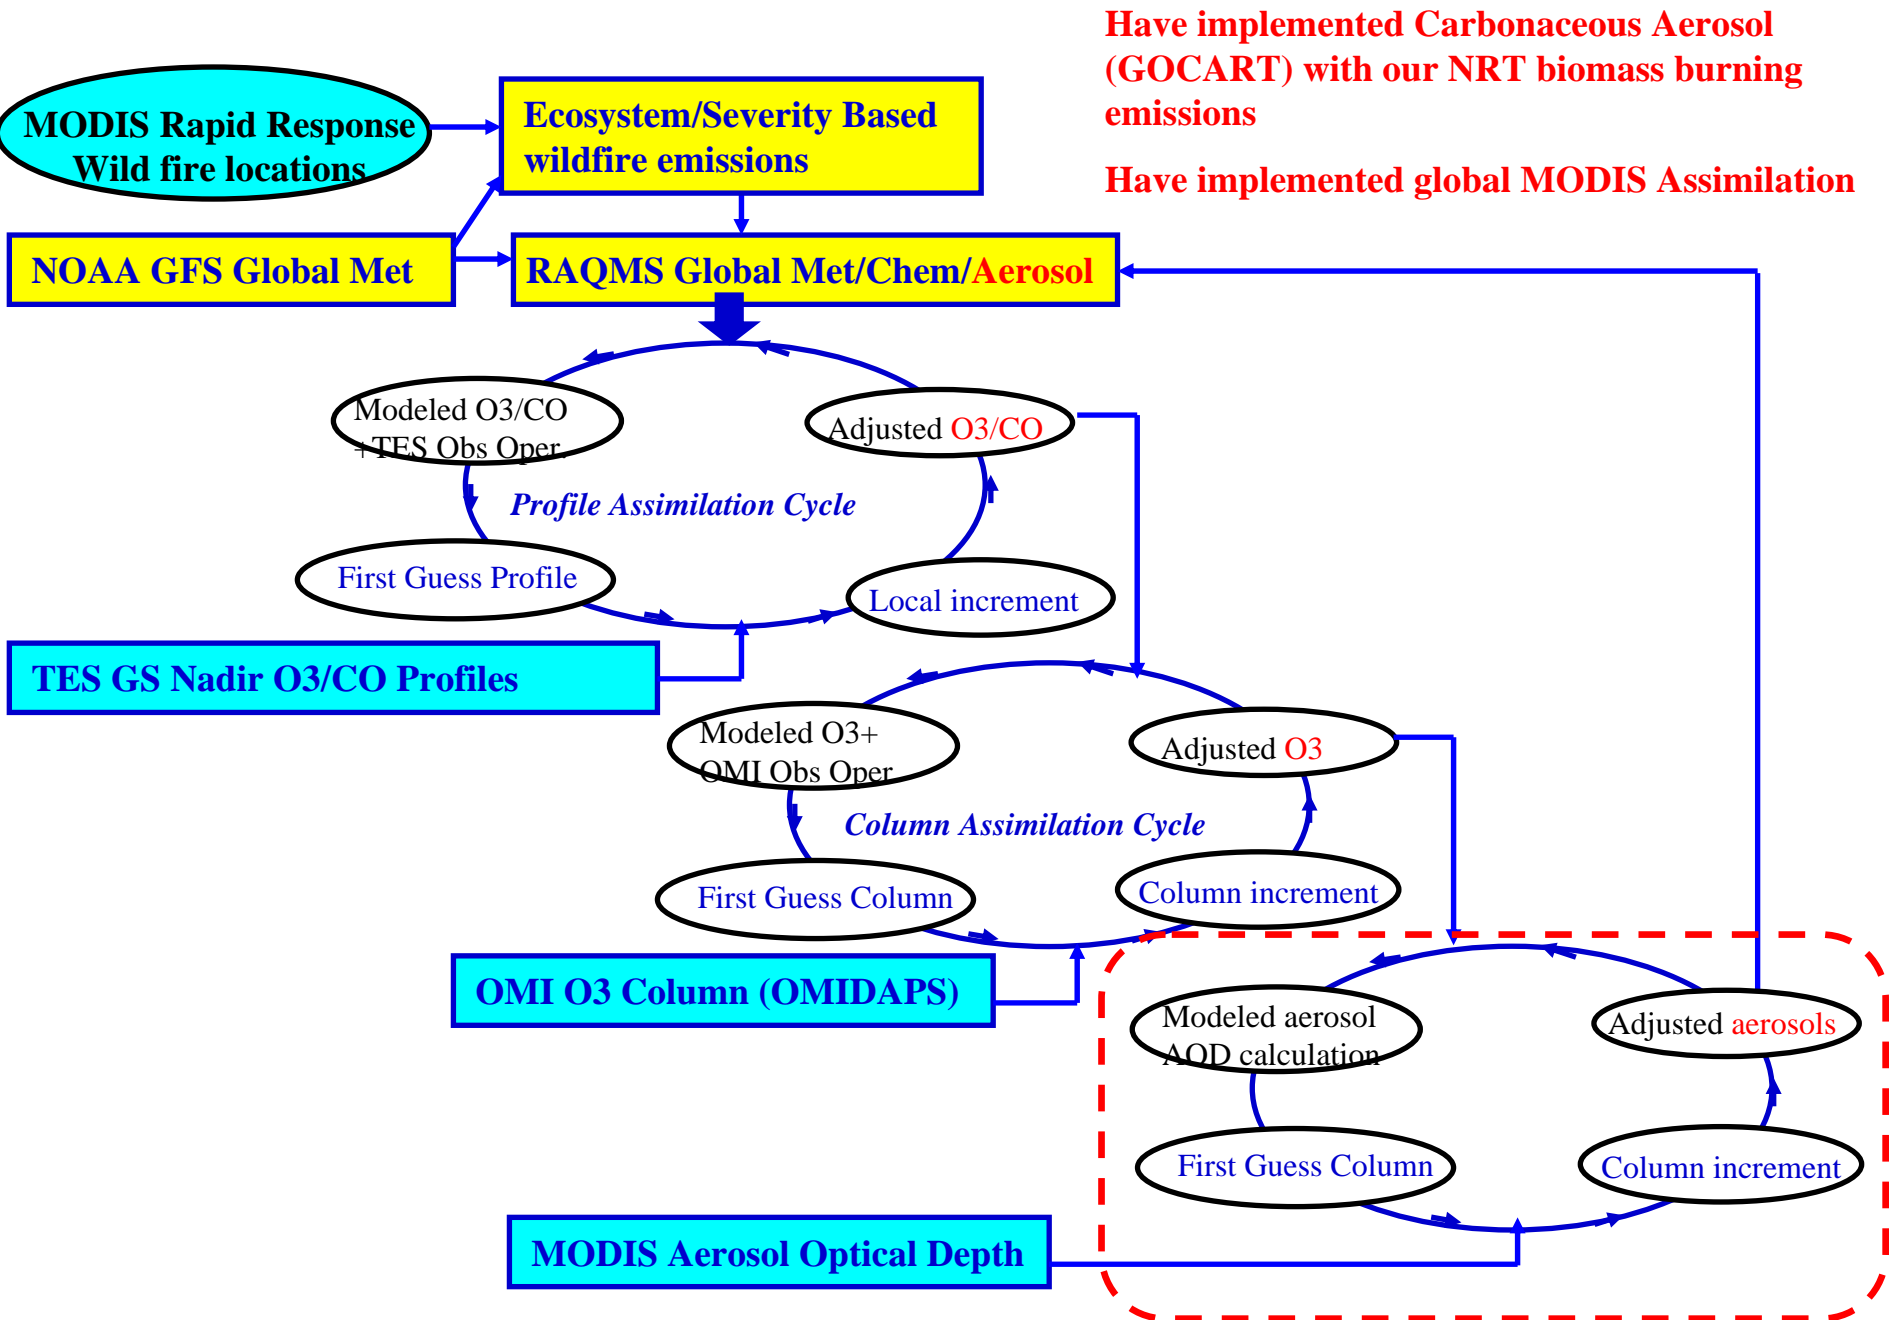 Have implemented Carbonaceous Aerosol
(GOCART) with our NRT biomass burning
emissions
Have implemented global MODIS Assimilation
MODIS Rapid Response
Wild fire locations
Ecosystem/Severity Based
wildfire emissions
NOAA GFS Global Met
RAQMS Global Met/Chem/Aerosol
Modeled O3/CO
+TES Obs Oper.
Adjusted O3/CO
Profile Assimilation Cycle
First Guess Profile
Local increment
TES GS Nadir O3/CO Profiles
Modeled O3+
OMI Obs Oper
Adjusted O3
Column Assimilation Cycle
First Guess Column
Column increment
OMI O3 Column (OMIDAPS)
Modeled aerosol
AOD calculation
Adjusted aerosols
First Guess Column
Column increment
MODIS Aerosol Optical Depth